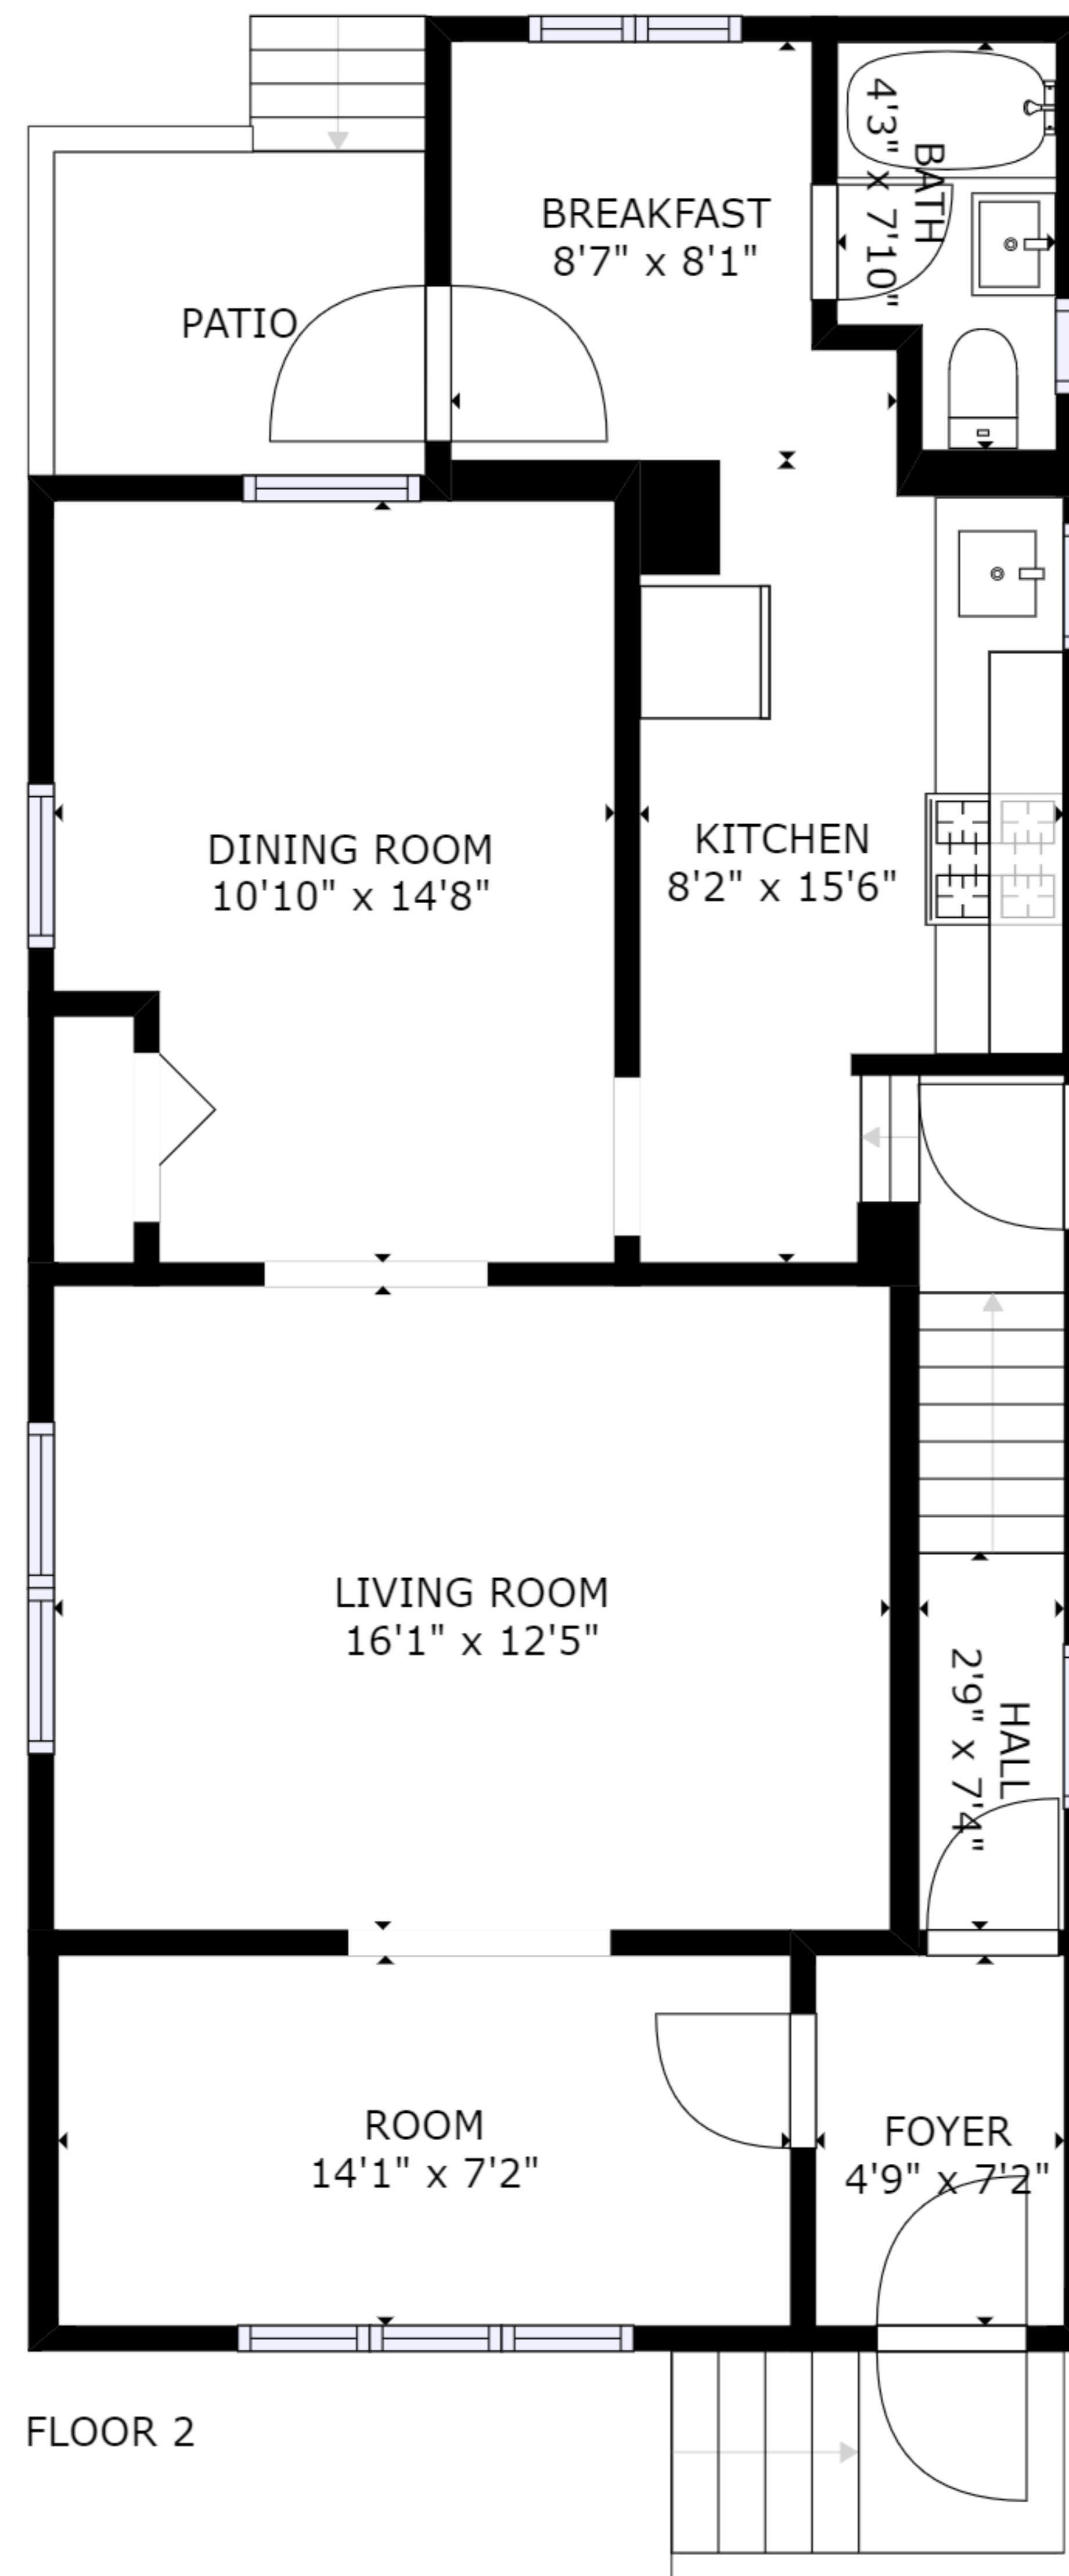 BREAKFAST
8'7" x 8'1"
BATH
4'3" x 7'10"
PATIO
DINING ROOM
10'10" x 14'8"
KITCHEN
8'2" x 15'6"
LIVING ROOM
16'1" x 12'5"
HALL
2'9" x 7'4"
ROOM
14'1" x 7'2"
FOYER
4'9" x 7'2"
FLOOR 2